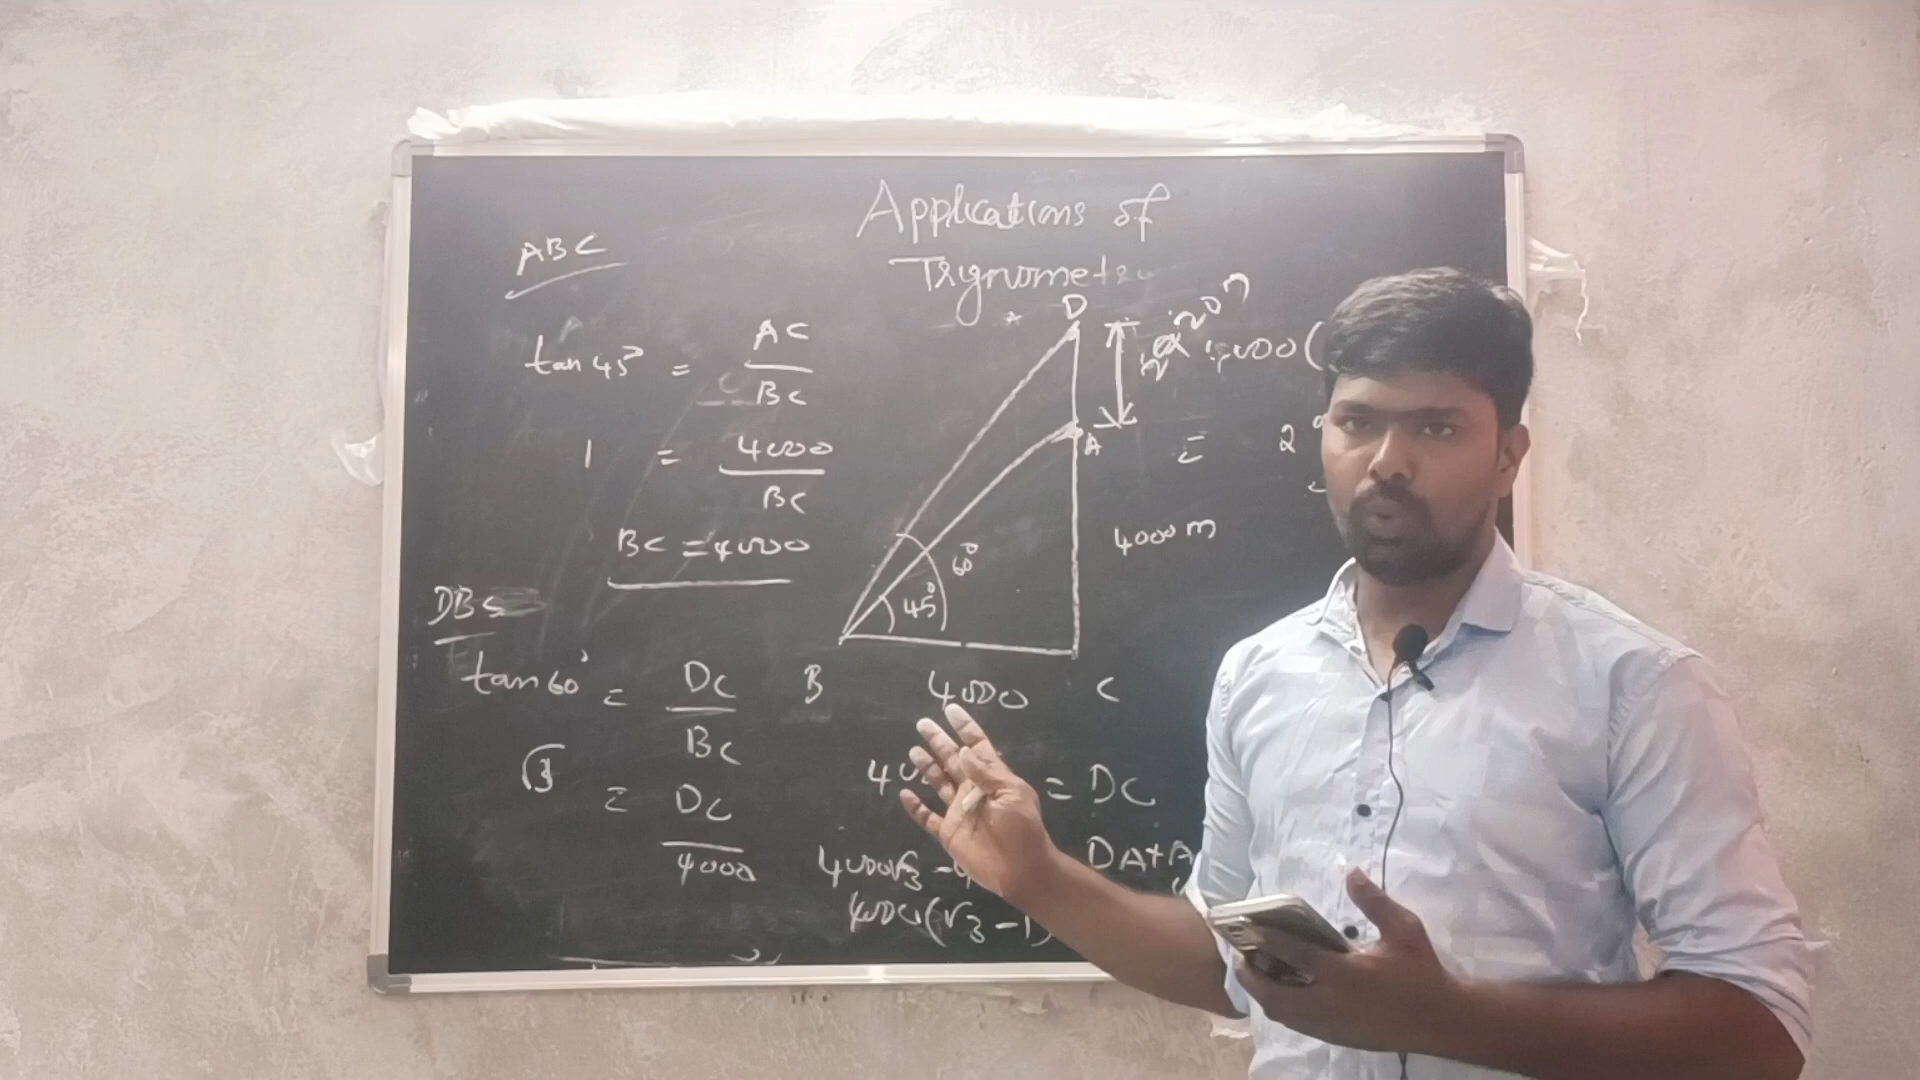 Applications of
Trignometry
ABC
tan 45° = AC / BC
1 = 4000 / BC
BC = 4000
DBC
tan 60° = DC / BC
√3 = DC / 4000
D
A
4000 m
60°
45°
B 4000 C
= DC
4000√3 -
DA+A
4000(√3 - 1)